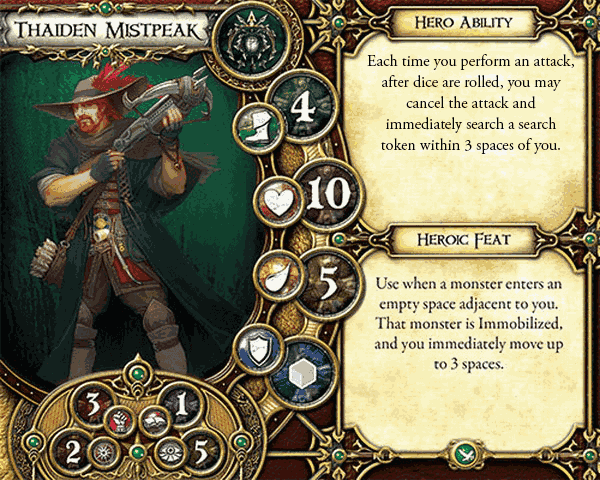 Thaiden Mistpeak
4
10
5
3
1
2
5
Hero Ability
Each time you perform an attack,
after dice are rolled, you may
cancel the attack and
immediately search a search
token within 3 spaces of you.
Heroic Feat
Use when a monster enters an
empty space adjacent to you.
That monster is Immobilized,
and you immediately move up
to 3 spaces.